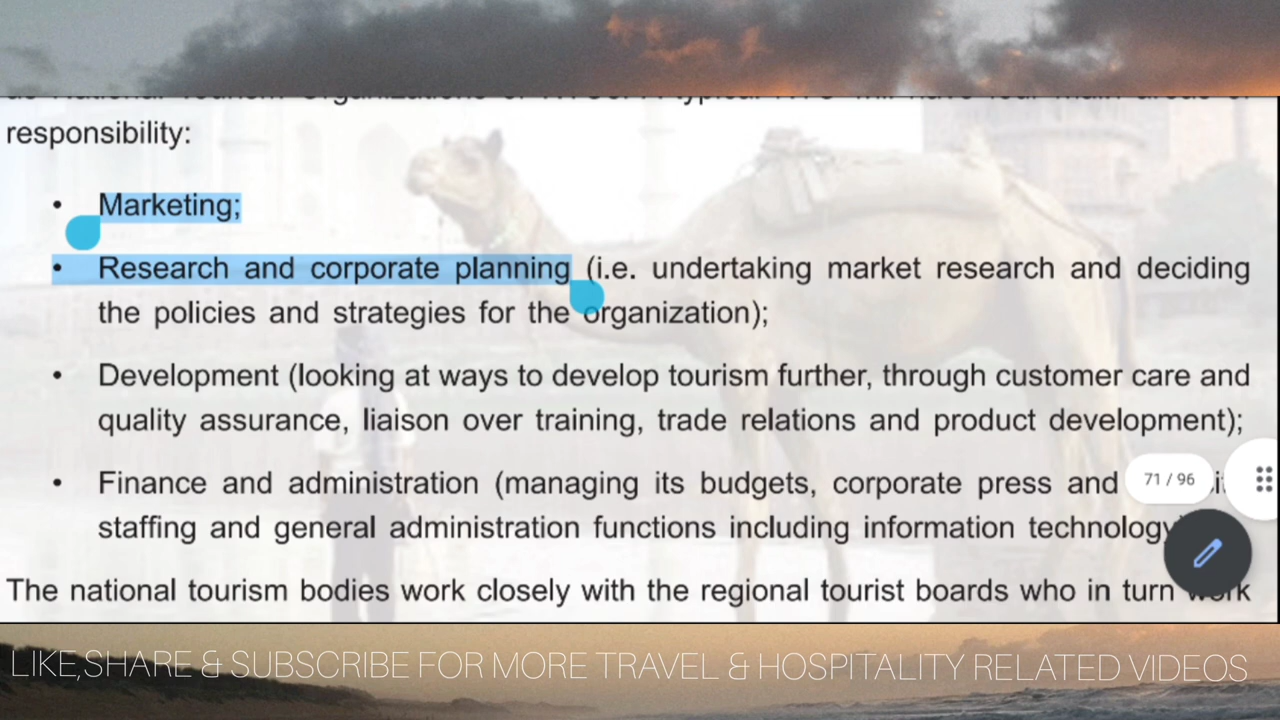 responsibility:
• Marketing;
• Research and corporate planning (i.e. undertaking market research and deciding
the policies and strategies for the organization);
• Development (looking at ways to develop tourism further, through customer care and
quality assurance, liaison over training, trade relations and product development);
• Finance and administration (managing its budgets, corporate press and
71 / 96
staffing and general administration functions including information technology
The national tourism bodies work closely with the regional tourist boards who in turn work
LIKE,SHARE & SUBSCRIBE FOR MORE TRAVEL & HOSPITALITY RELATED VIDEOS